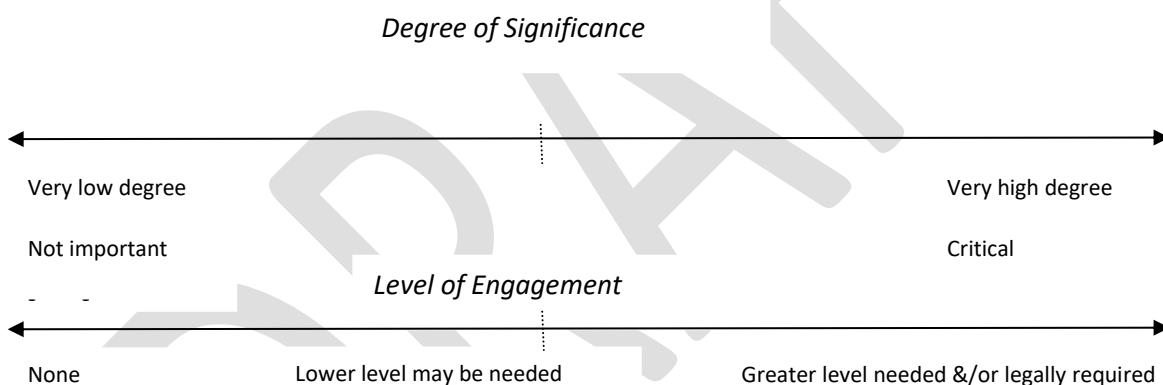 Degree of Significance
Very low degree Very high degree
Not important Critical
Level of Engagement
None Lower level may be needed Greater level needed &/or legally required